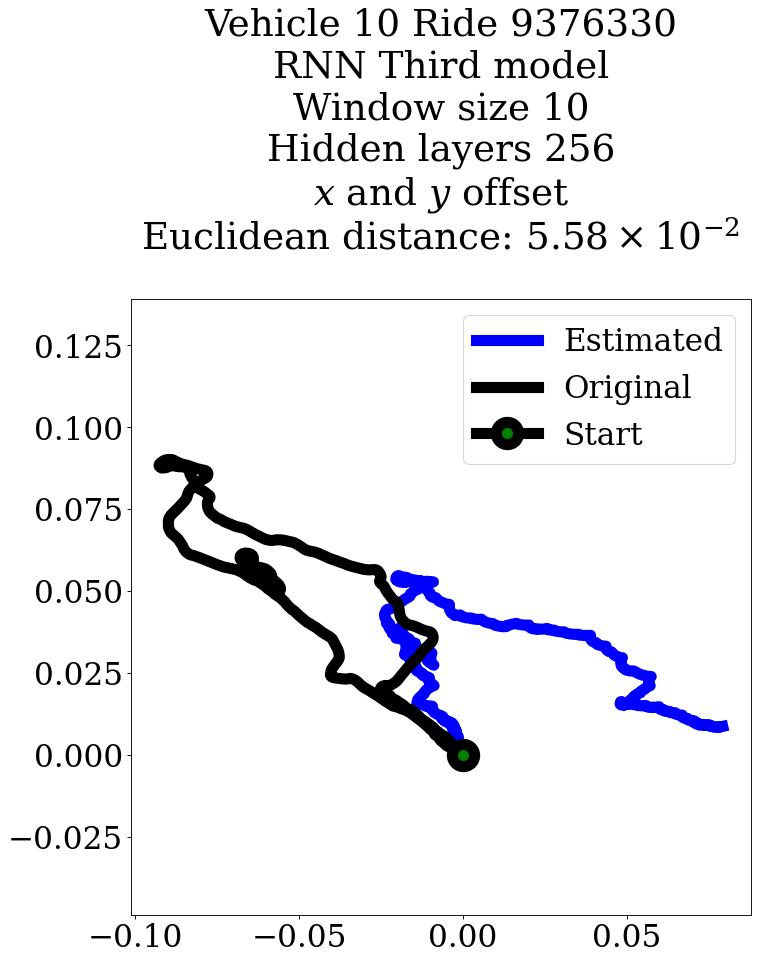 Vehicle 10 Ride 9376330
RNN Third model
Window size 10
Hidden layers 256
x and y offset
Euclidean distance: 5.58 × 10⁻²
Estimated
Original
Start
0.125
0.100
0.075
0.050
0.025
0.000
−0.025
−0.10
−0.05
0.00
0.05